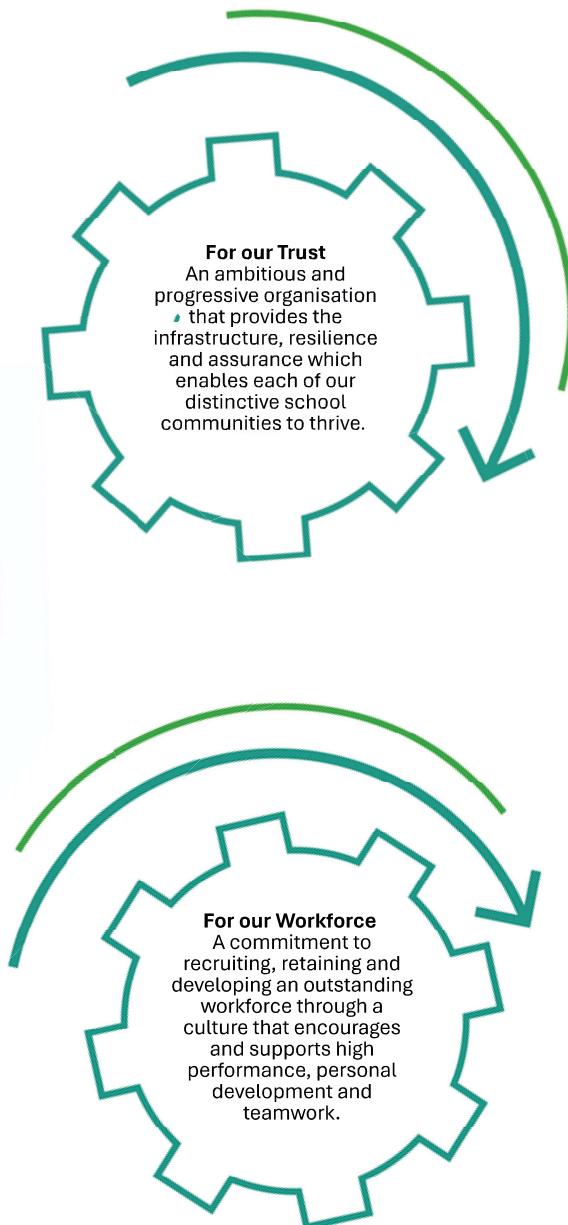 For our Trust
An ambitious and
progressive organisation
that provides the
infrastructure, resilience
and assurance which
enables each of our
distinctive school
communities to thrive.
For our Workforce
A commitment to
recruiting, retaining and
developing an outstanding
workforce through a
culture that encourages
and supports high
performance, personal
development and
teamwork.